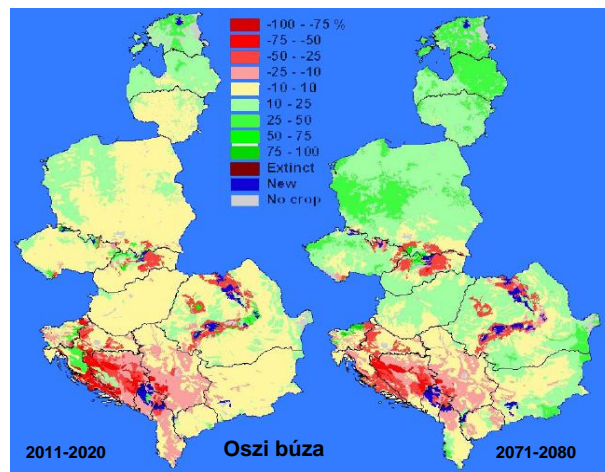 -100 - -75 %
-75 - -50
-50 - -25
-25 - -10
-10 - 10
10 - 25
25 - 50
50 - 75
75 - 100
Extinct
New
No crop
2011-2020
Oszi búza
2071-2080